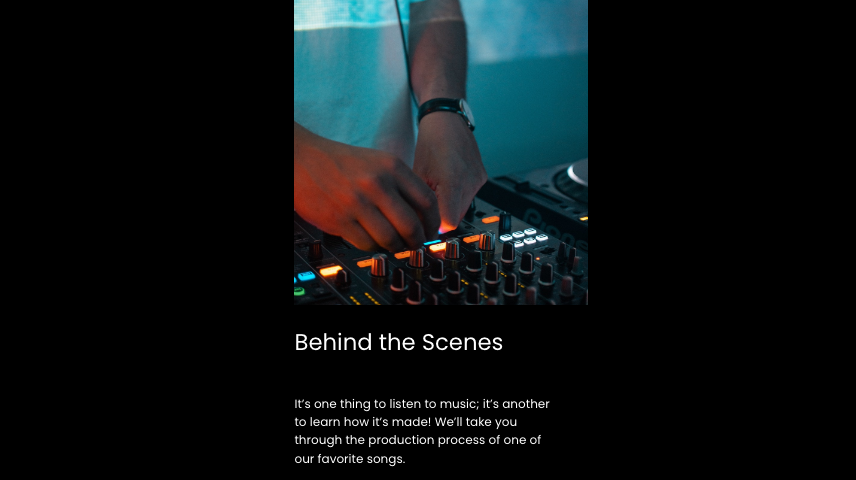 Behind the Scenes
It’s one thing to listen to music; it’s another
to learn how it’s made! We’ll take you
through the production process of one of
our favorite songs.